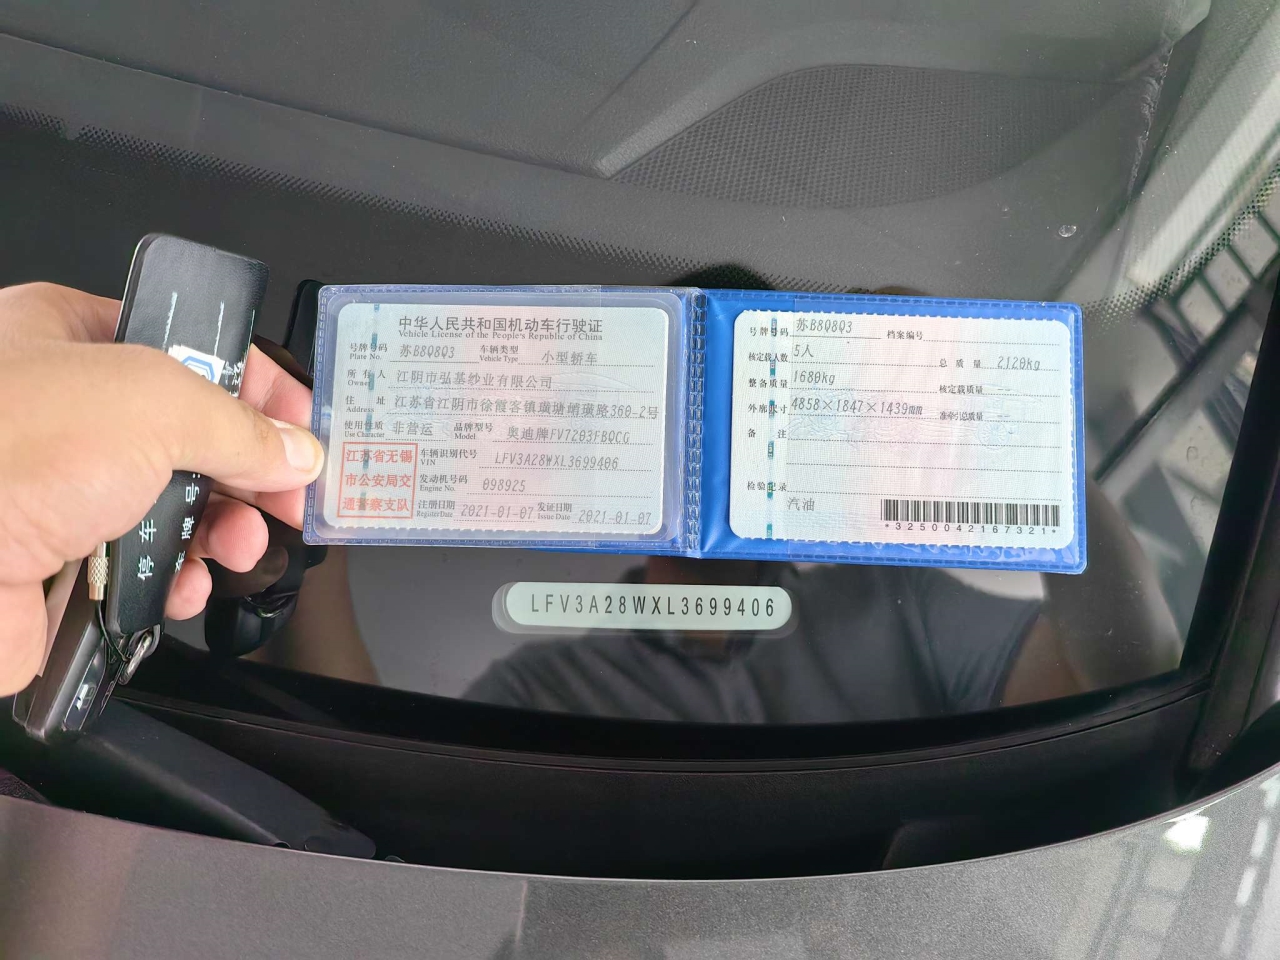 中华人民共和国机动车行驶证
Vehicle License of the People's Republic of China
号牌号码 苏B8Q8Q3 车辆类型 小型轿车
Plate No. Vehicle Type
所有人 江阴市弘基纱业有限公司
Owner
住址 江苏省江阴市徐霞客镇璜塘峭璜路360-2号
Address
使用性质 非营运 品牌型号 奥迪牌FV7203FBQCG
Use Character Model
江苏省无锡
市公安局交
通警察支队
车辆识别代号 LFV3A28WXL3699406
VIN
发动机号码 098925
Engine No.
注册日期 2021-01-07 发证日期 2021-01-07
Register Date Issue Date
号牌号码 苏B8Q8Q3 档案编号
核定载人数 5人 总质量 2120kg
整备质量 1680kg 核定载质量 --
外廓尺寸 4858×1847×1439mm 准牵引总质量 --
备注
检验记录
汽油
*3250042167321*
LFV3A28WXL3699406
停车
车牌号: